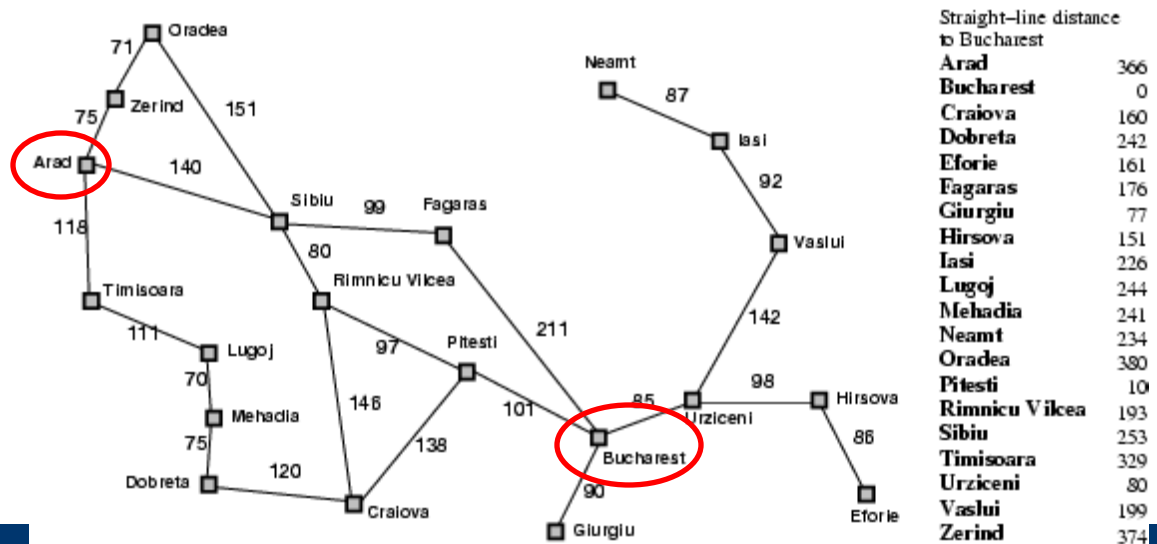 Oradea
71
Neamt
87
Zerind
151
75
Iasi
Arad
140
92
Sibiu
99
Fagaras
118
80
Vaslui
Timisoara
Rimnicu Vilcea
111
211
142
Lugoj
97
Pitesti
70
98
Hirsova
146
101
85
Urziceni
Mehadia
138
86
75
Bucharest
120
90
Dobreta
Craiova
Eforie
Giurgiu
Straight-line distance
to Bucharest
Arad 366
Bucharest 0
Craiova 160
Dobreta 242
Eforie 161
Fagaras 176
Giurgiu 77
Hirsova 151
Iasi 226
Lugoj 244
Mehadia 241
Neamt 234
Oradea 380
Pitesti 10
Rimnicu Vilcea 193
Sibiu 253
Timisoara 329
Urziceni 80
Vaslui 199
Zerind 374